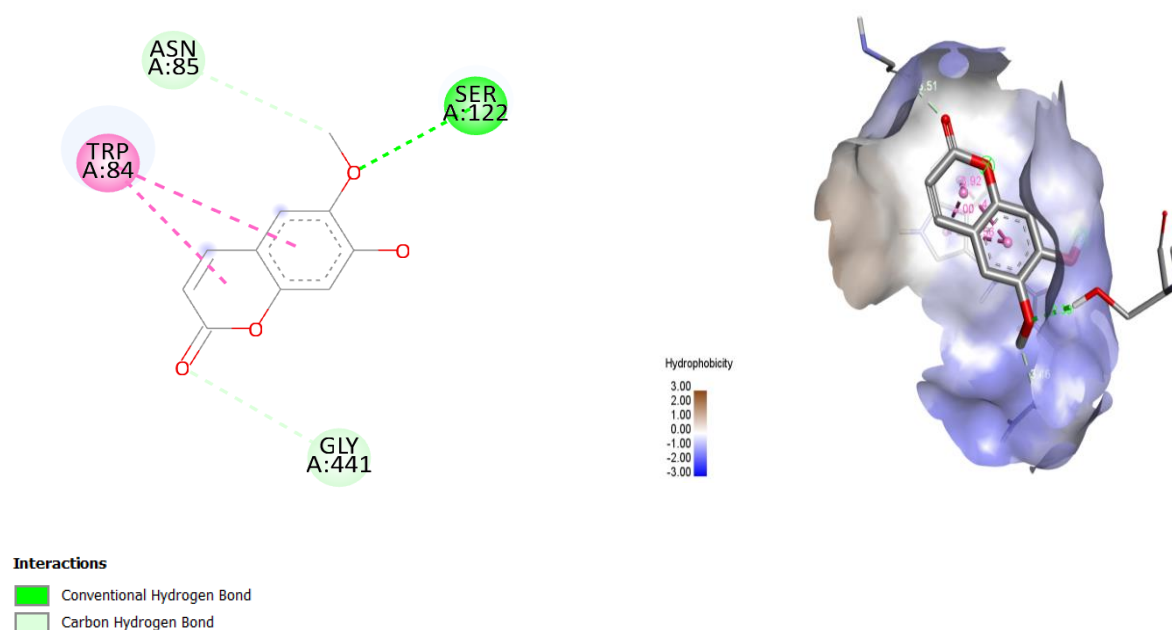 ASN
A:85
SER
A:122
TRP
A:84
O
O
O
O
GLY
A:441
Interactions
Conventional Hydrogen Bond
Carbon Hydrogen Bond
Hydrophobicity
3.00
2.00
1.00
0.00
-1.00
-2.00
-3.00